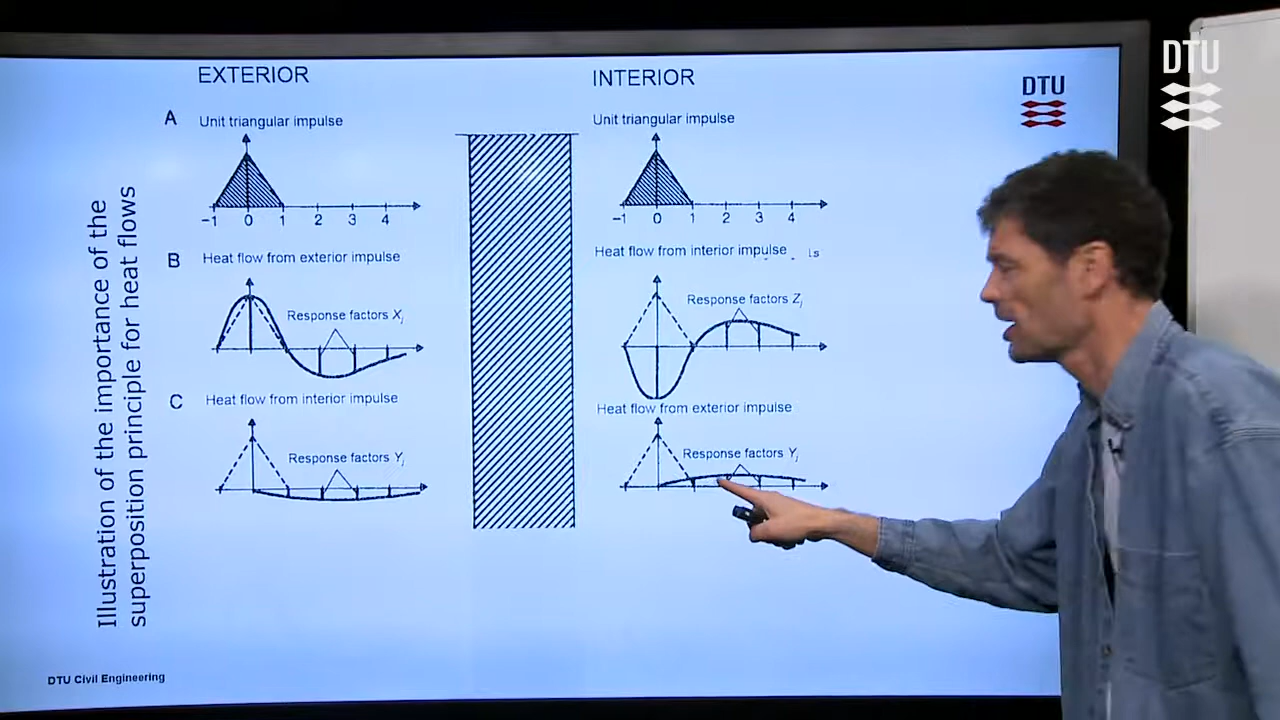 EXTERIOR
INTERIOR
DTU
DTU
A
Unit triangular impulse
Unit triangular impulse
−1 0 1 2 3 4
−1 0 1 2 3 4
B
Heat flow from exterior impulse
Heat flow from interior impulse
is
Response factors Xj
Response factors Zj
C
Heat flow from interior impulse
Heat flow from exterior impulse
Response factors Yj
Response factors Yj
Illustration of the importance of the
superposition principle for heat flows
DTU Civil Engineering